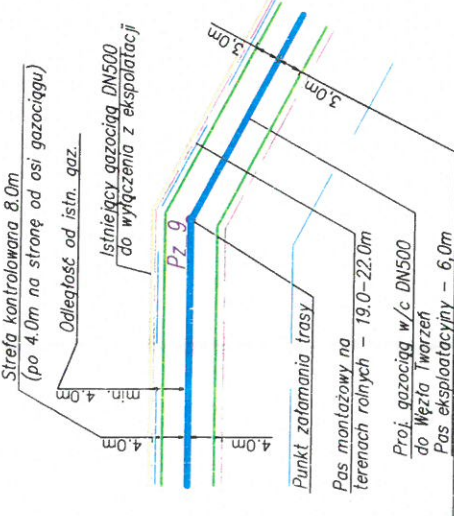 Strefa kontrolowana 8.0m
(po 4.0m na stronę od osi gazociągu)
Odległość od istn. gaz.
Istniejący gazociąg DN500
do wyłączenia z ekspolatacji
min. 4.0m
4.0m
4.0m
Pz 9
3,0m
3,0m
Punkt załamania trasy
Pas montażowy na
terenach rolnych - 19.0-22.0m
Proj. gazociąg w/c DN500
do Węzła Tworzeń
Pas eksploatacyjny - 6,0m